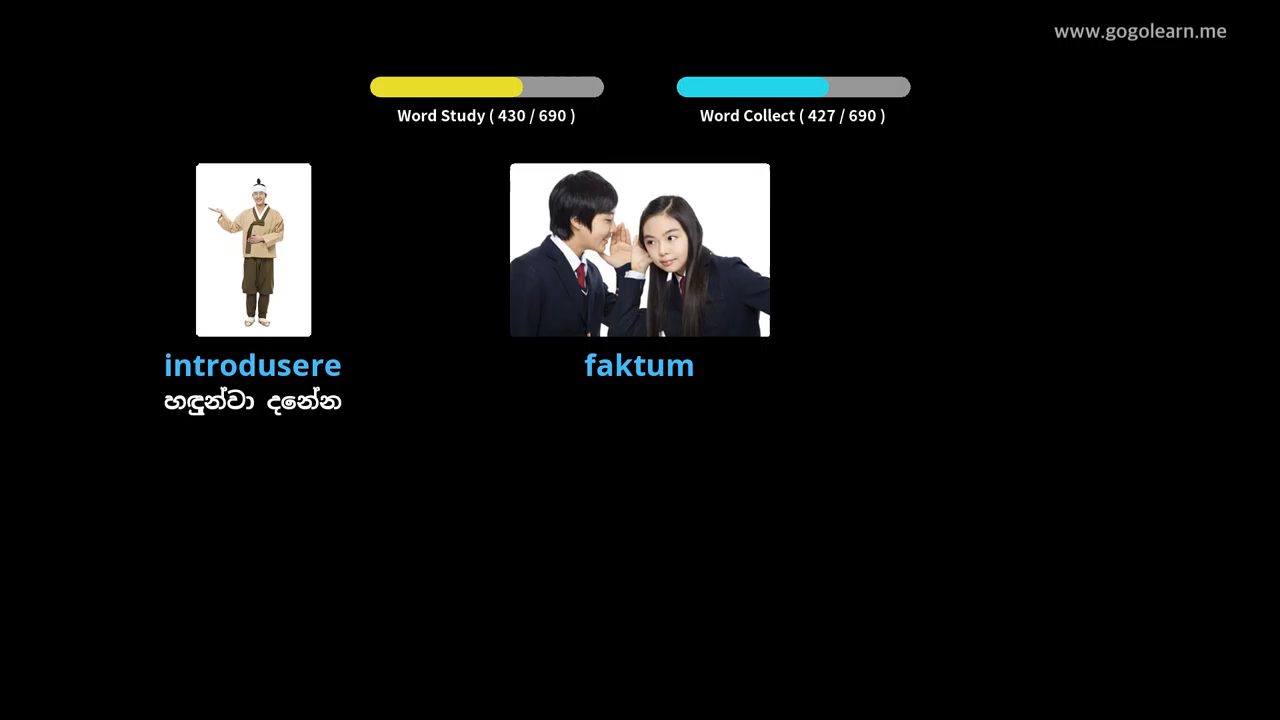 www.gogolearn.me
Word Study ( 430 / 690 )
Word Collect ( 427 / 690 )
introdusere
හඳුන්වා දෙන්න
faktum